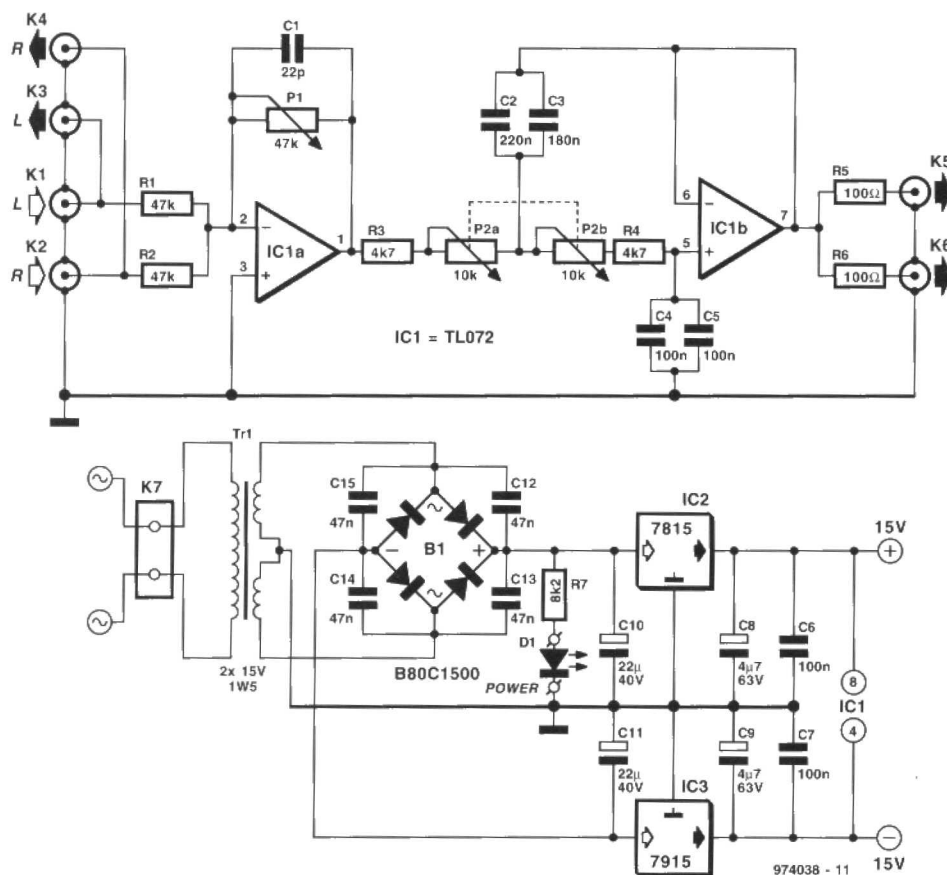 K4
R
K3
L
K1
L
K2
R
R1
47k
R2
47k
C1
22p
P1
47k
2
3
IC1a
1
R3
4k7
P2a
10k
C2
220n
C3
180n
P2b
10k
R4
4k7
6
5
IC1b
7
C4
100n
C5
100n
R5
100Ω
R6
100Ω
K5
K6
IC1 = TL072
K7
Tr1
2x 15V
1W5
C15
47n
C12
47n
C14
47n
C13
47n
B1
B80C1500
R7
8k2
D1
POWER
C10
22µ
40V
C11
22µ
40V
IC2
7815
IC3
7915
C8
4µ7
63V
C9
4µ7
63V
C6
100n
C7
100n
15V
8
IC1
4
15V
974038 - 11